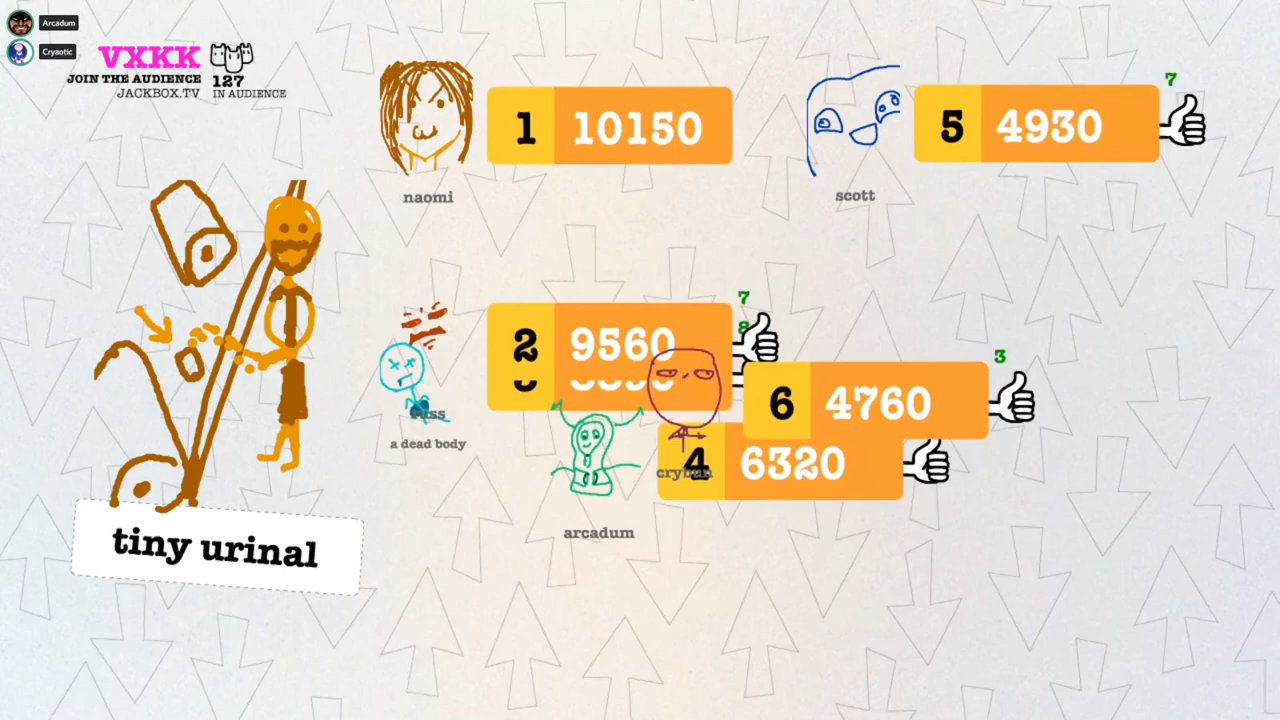 Arcadum
Cryaotic
VXKK
JOIN THE AUDIENCE
JACKBOX.TV
127
IN AUDIENCE
1 10150
naomi
5 4930
7
scott
tiny urinal
2 9560
7
8
a dead body
6 4760
3
4 6320
arcadum